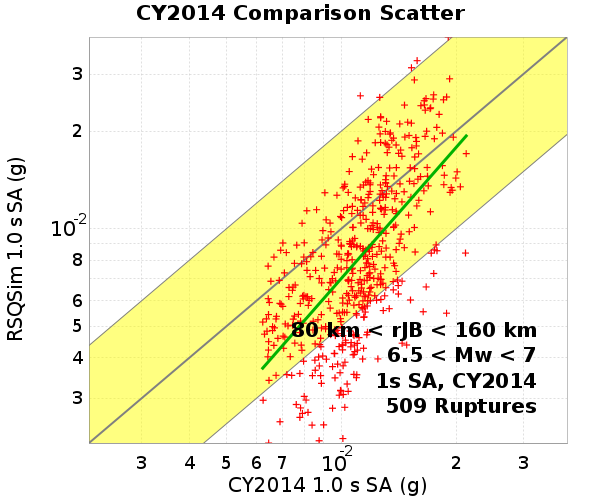 CY2014 Comparison Scatter
RSQSim 1.0 s SA (g)
3
2
10-2
8
6
5
4
3
80 km < rJB < 160 km
6.5 < Mw < 7
1s SA, CY2014
509 Ruptures
3 4 5 6 7 10-2 2 3
CY2014 1.0 s SA (g)